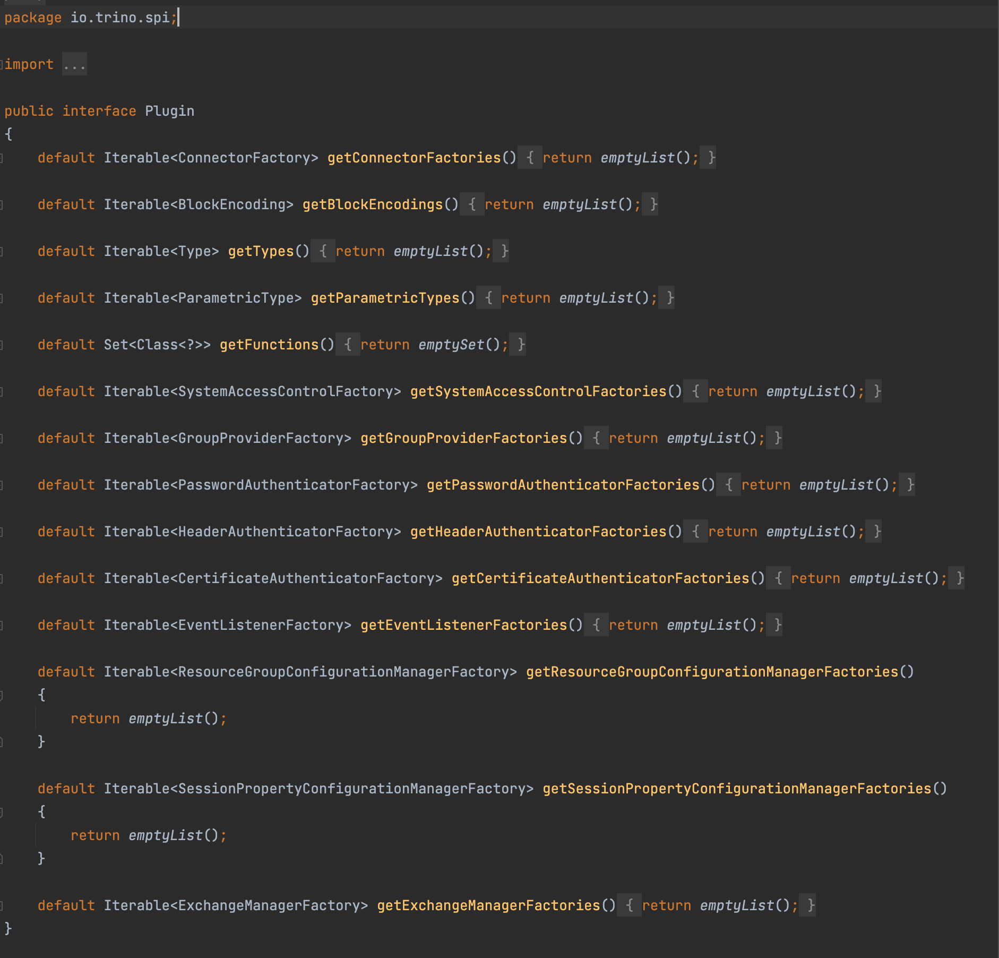 package io.trino.spi;
import ...
public interface Plugin
{
    default Iterable<ConnectorFactory> getConnectorFactories() { return emptyList(); }
    default Iterable<BlockEncoding> getBlockEncodings() { return emptyList(); }
    default Iterable<Type> getTypes() { return emptyList(); }
    default Iterable<ParametricType> getParametricTypes() { return emptyList(); }
    default Set<Class<?>> getFunctions() { return emptySet(); }
    default Iterable<SystemAccessControlFactory> getSystemAccessControlFactories() { return emptyList(); }
    default Iterable<GroupProviderFactory> getGroupProviderFactories() { return emptyList(); }
    default Iterable<PasswordAuthenticatorFactory> getPasswordAuthenticatorFactories() { return emptyList(); }
    default Iterable<HeaderAuthenticatorFactory> getHeaderAuthenticatorFactories() { return emptyList(); }
    default Iterable<CertificateAuthenticatorFactory> getCertificateAuthenticatorFactories() { return emptyList(); }
    default Iterable<EventListenerFactory> getEventListenerFactories() { return emptyList(); }
    default Iterable<ResourceGroupConfigurationManagerFactory> getResourceGroupConfigurationManagerFactories()
    {
        return emptyList();
    }
    default Iterable<SessionPropertyConfigurationManagerFactory> getSessionPropertyConfigurationManagerFactories()
    {
        return emptyList();
    }
    default Iterable<ExchangeManagerFactory> getExchangeManagerFactories() { return emptyList(); }
}